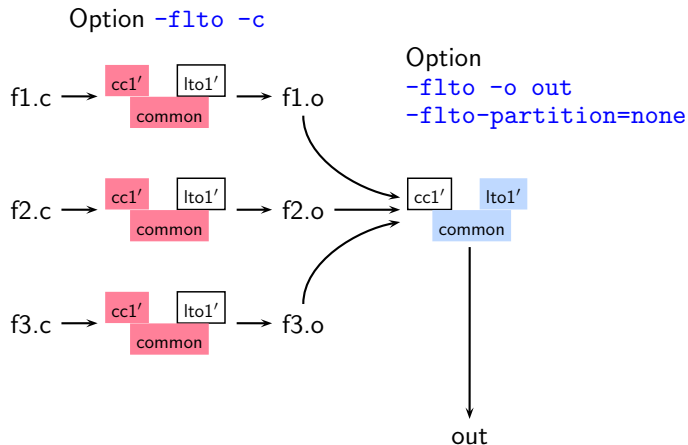 Option -flto -c
Option
-flto -o out
-flto-partition=none
f1.c cc1′ lto1′ f1.o
common
f2.c cc1′ lto1′ f2.o cc1′ lto1′
common common
f3.c cc1′ lto1′ f3.o
common
out